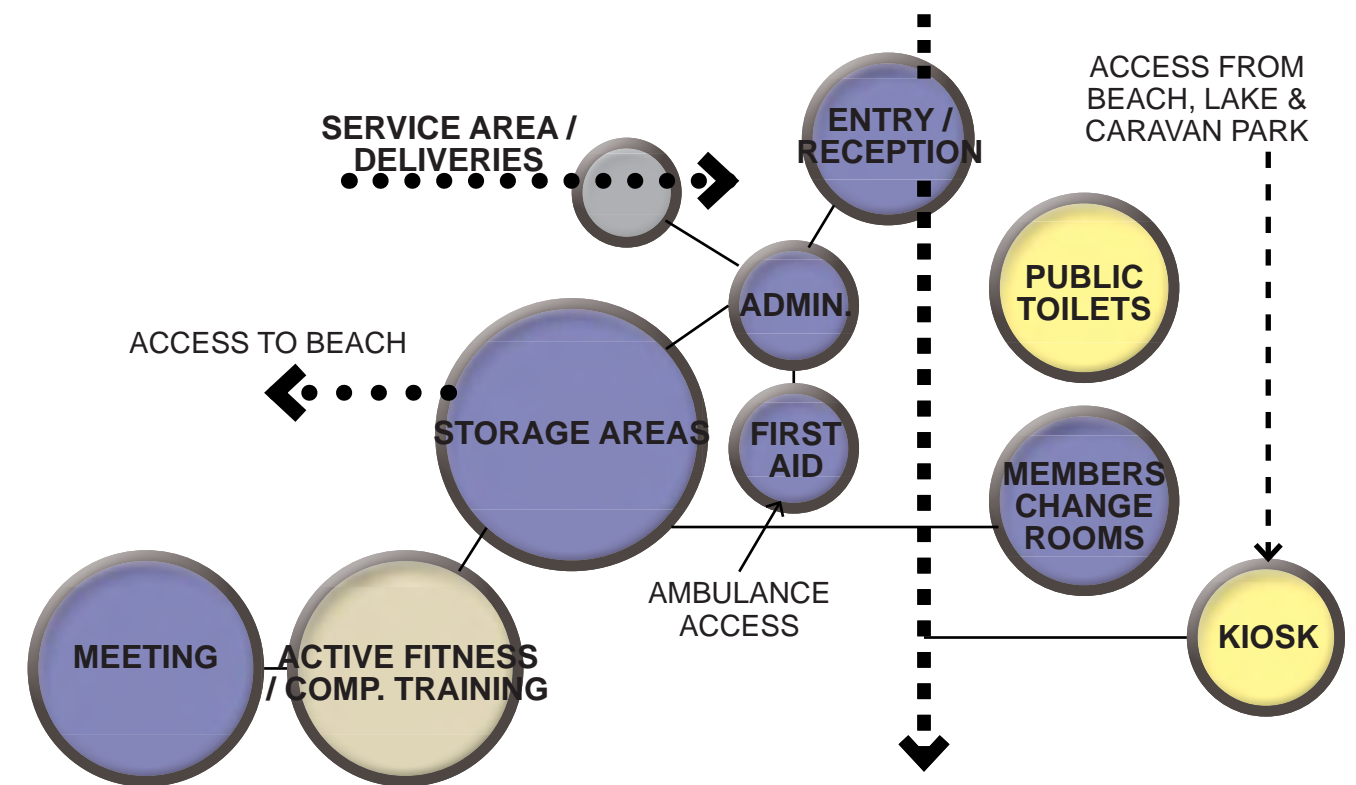 ACCESS FROM
BEACH, LAKE &
CARAVAN PARK
ENTRY /
RECEPTION
SERVICE AREA /
DELIVERIES
PUBLIC
TOILETS
ADMIN.
ACCESS TO BEACH
STORAGE AREAS
FIRST
AID
MEMBERS
CHANGE
ROOMS
AMBULANCE
ACCESS
KIOSK
MEETING
ACTIVE FITNESS
/ COMP. TRAINING